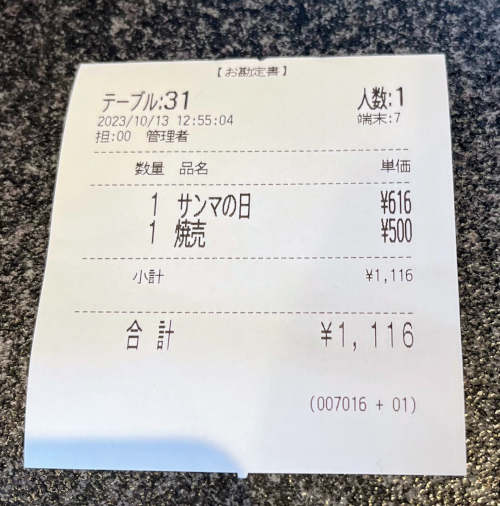 【お勘定書】
テーブル:31 人数:1
2023/10/13 12:55:04 端末:7
担:00 管理者
数量 品名 単価
1 サンマの日 ¥616
1 焼売 ¥500
小計 ¥1,116
合計 ¥1,116
(007016 + 01)